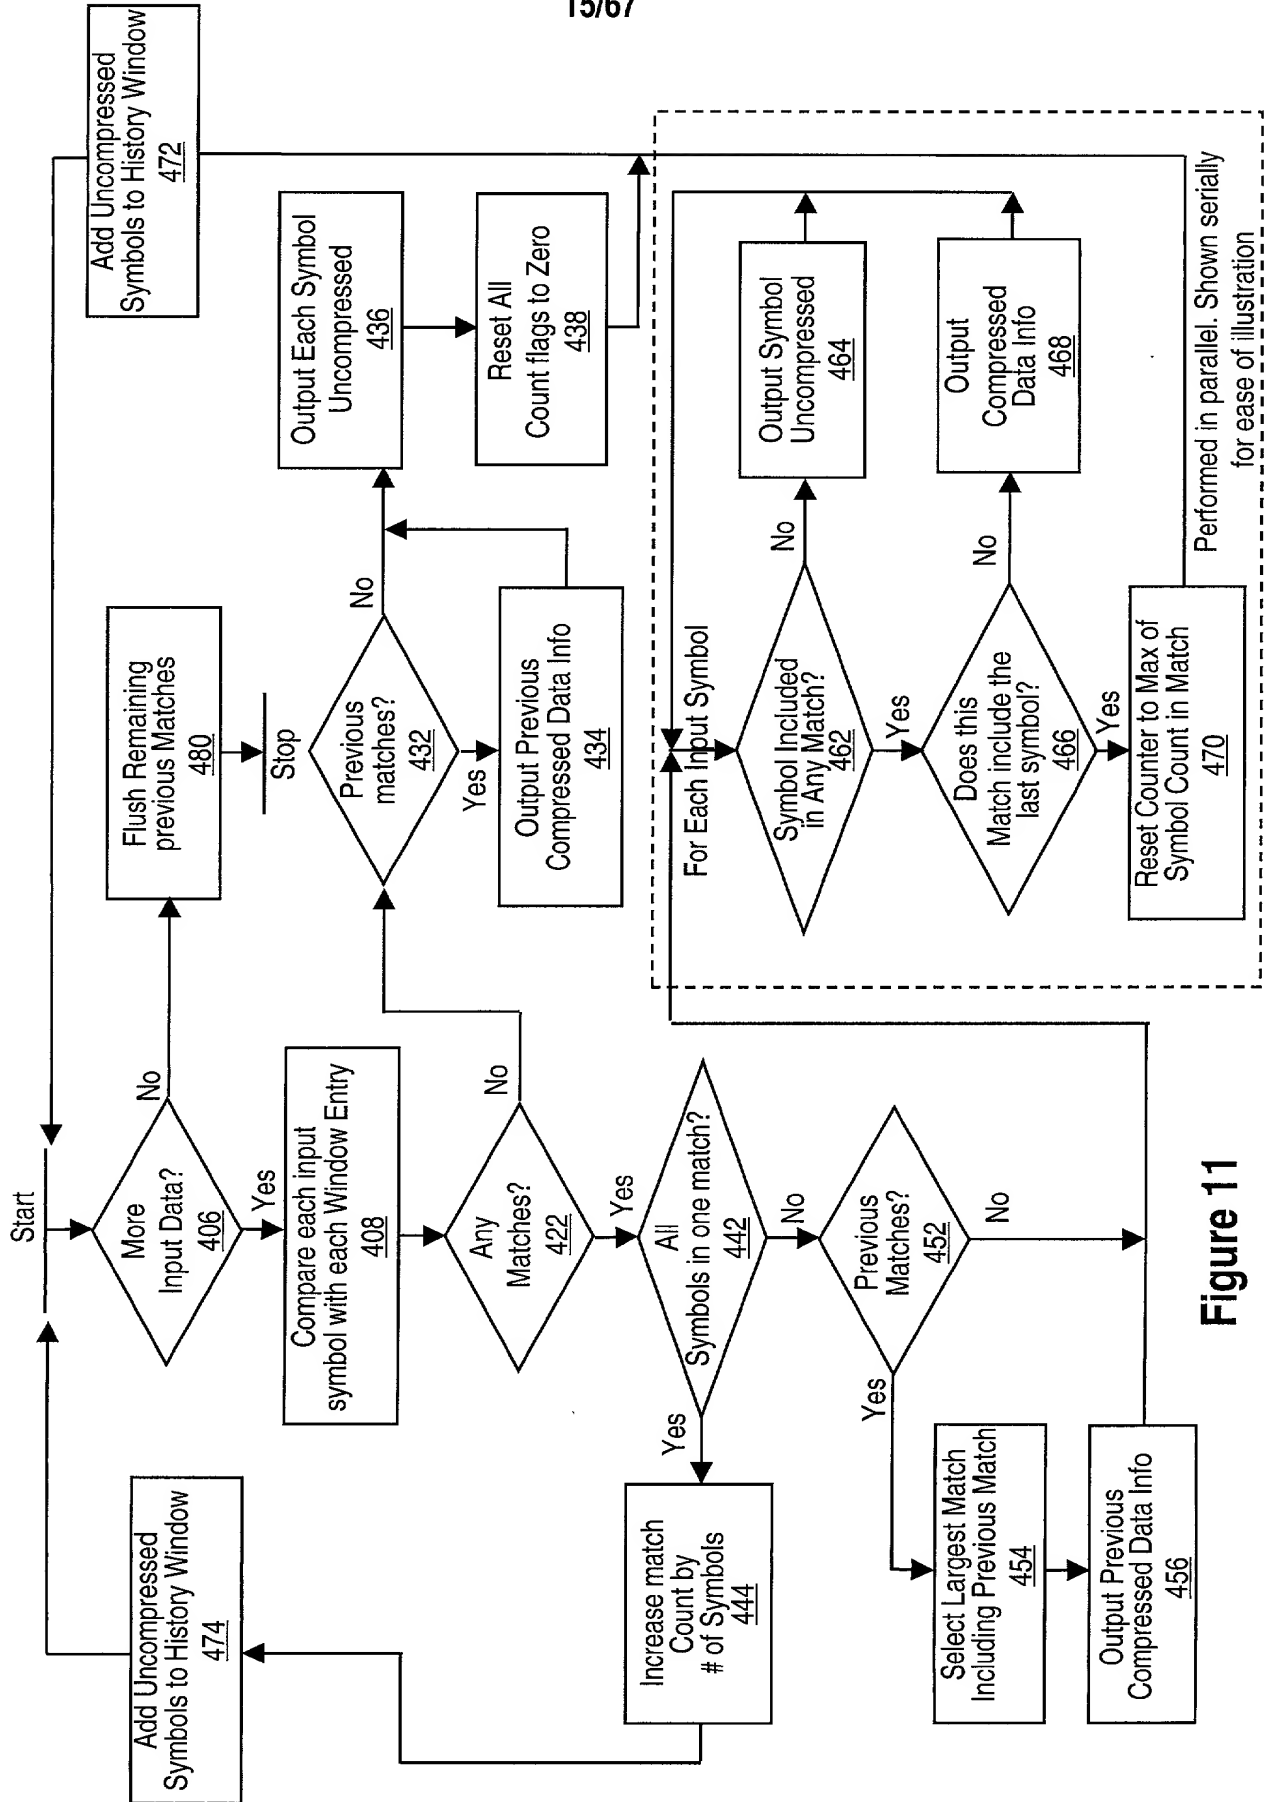 15/67
Start
More
Input Data?
406
No
Yes
Flush Remaining
previous Matches
480
Stop
Add Uncompressed
Symbols to History Window
472
Add Uncompressed
Symbols to History Window
474
Compare each input
symbol with each Window Entry
408
Any
Matches?
422
No
Yes
Previous
matches?
432
No
Yes
Output Each Symbol
Uncompressed
436
Reset All
Count flags to Zero
438
Output Previous
Compressed Data Info
434
All
Symbols in one match?
442
Yes
No
Increase match
Count by
# of Symbols
444
Previous
Matches?
452
Yes
No
Select Largest Match
Including Previous Match
454
Output Previous
Compressed Data Info
456
For Each Input Symbol
Symbol Included
in Any Match?
462
No
Yes
Output Symbol
Uncompressed
464
Does this
Match include the
last symbol?
466
No
Yes
Output
Compressed
Data Info
468
Reset Counter to Max of
Symbol Count in Match
470
Performed in parallel. Shown serially
for ease of illustration
Figure 11